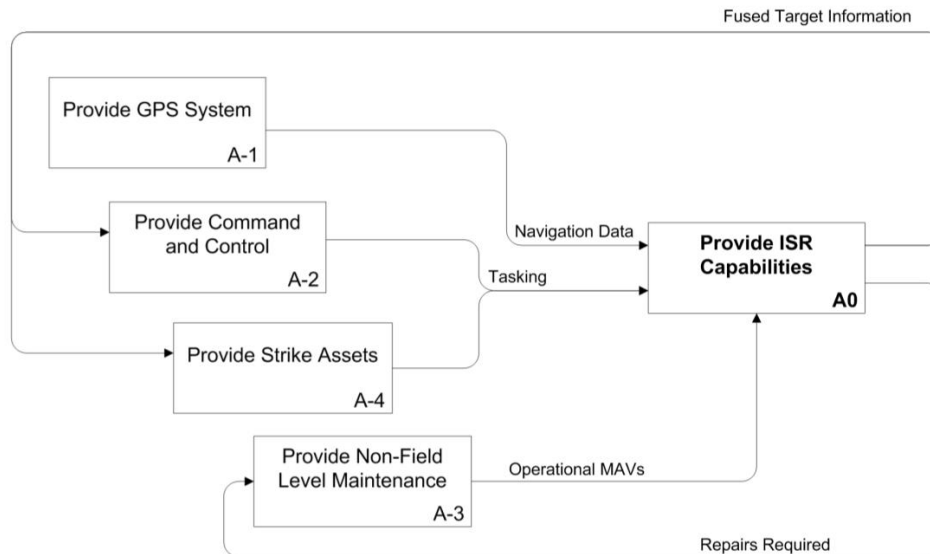 Fused Target Information
Provide GPS System
A-1
Provide Command
and Control
A-2
Navigation Data
Tasking
Provide ISR
Capabilities
A0
Provide Strike Assets
A-4
Provide Non-Field
Level Maintenance
A-3
Operational MAVs
Repairs Required